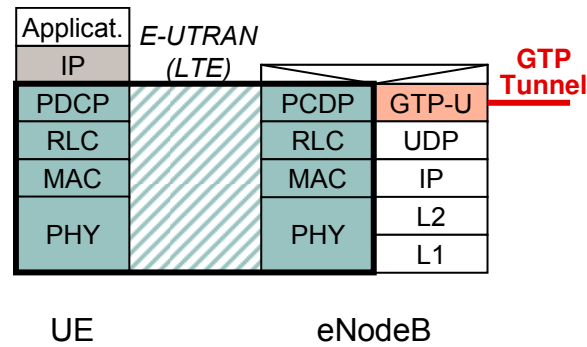 Applicat.
E-UTRAN
(LTE)
IP
GTP
Tunnel
PDCP
PCDP
GTP-U
RLC
RLC
UDP
MAC
MAC
IP
PHY
PHY
L2
L1
UE
eNodeB